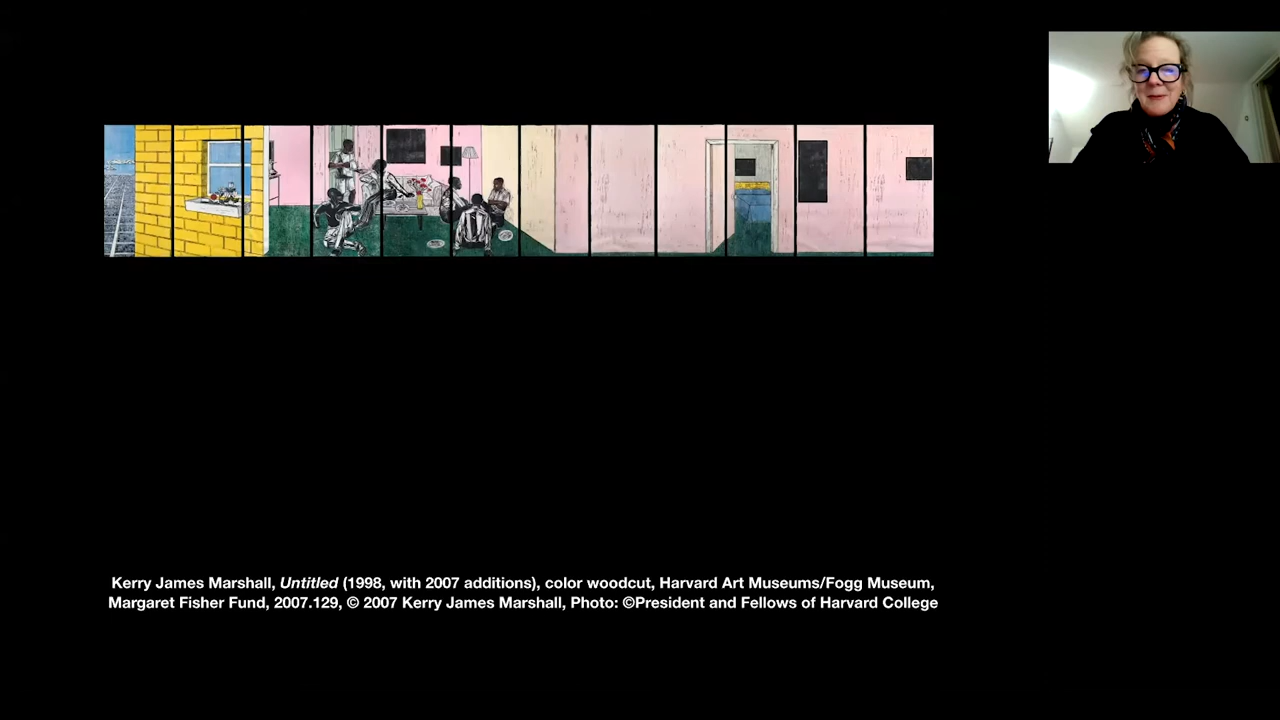 Kerry James Marshall, Untitled (1998, with 2007 additions), color woodcut, Harvard Art Museums/Fogg Museum,
Margaret Fisher Fund, 2007.129, © 2007 Kerry James Marshall, Photo: ©President and Fellows of Harvard College